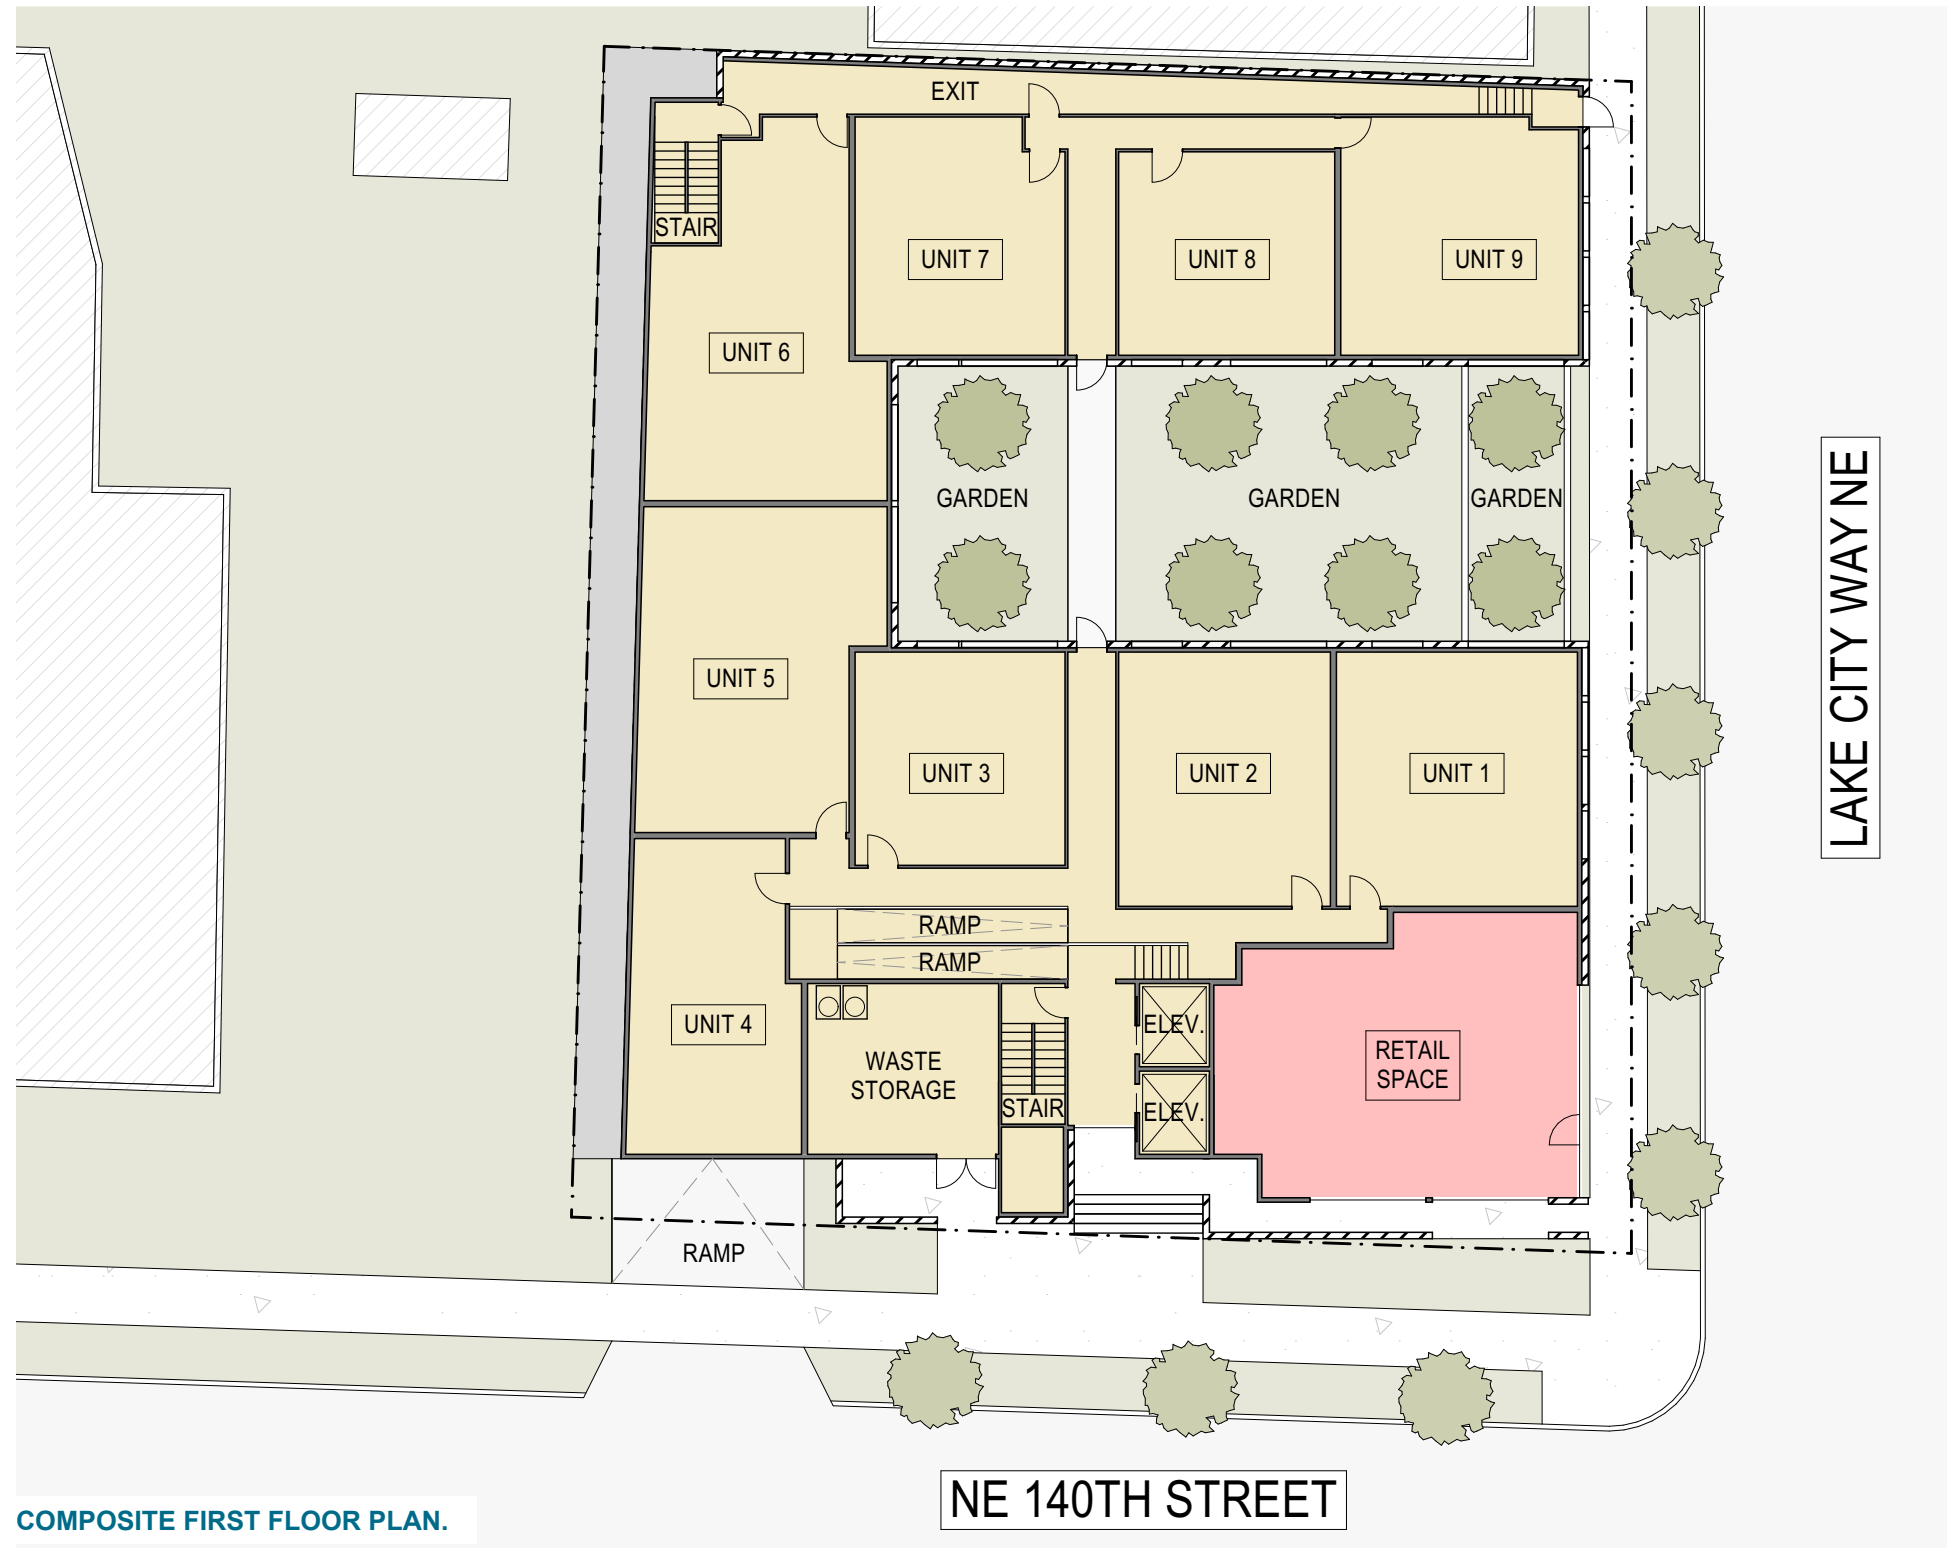 EXIT
STAIR
UNIT 7
UNIT 8
UNIT 9
UNIT 6
GARDEN
GARDEN
GARDEN
LAKE CITY WAY NE
UNIT 5
UNIT 3
UNIT 2
UNIT 1
RAMP
RAMP
UNIT 4
ELEV.
WASTE
STORAGE
RETAIL
SPACE
STAIR
ELEV.
RAMP
NE 140TH STREET
COMPOSITE FIRST FLOOR PLAN.